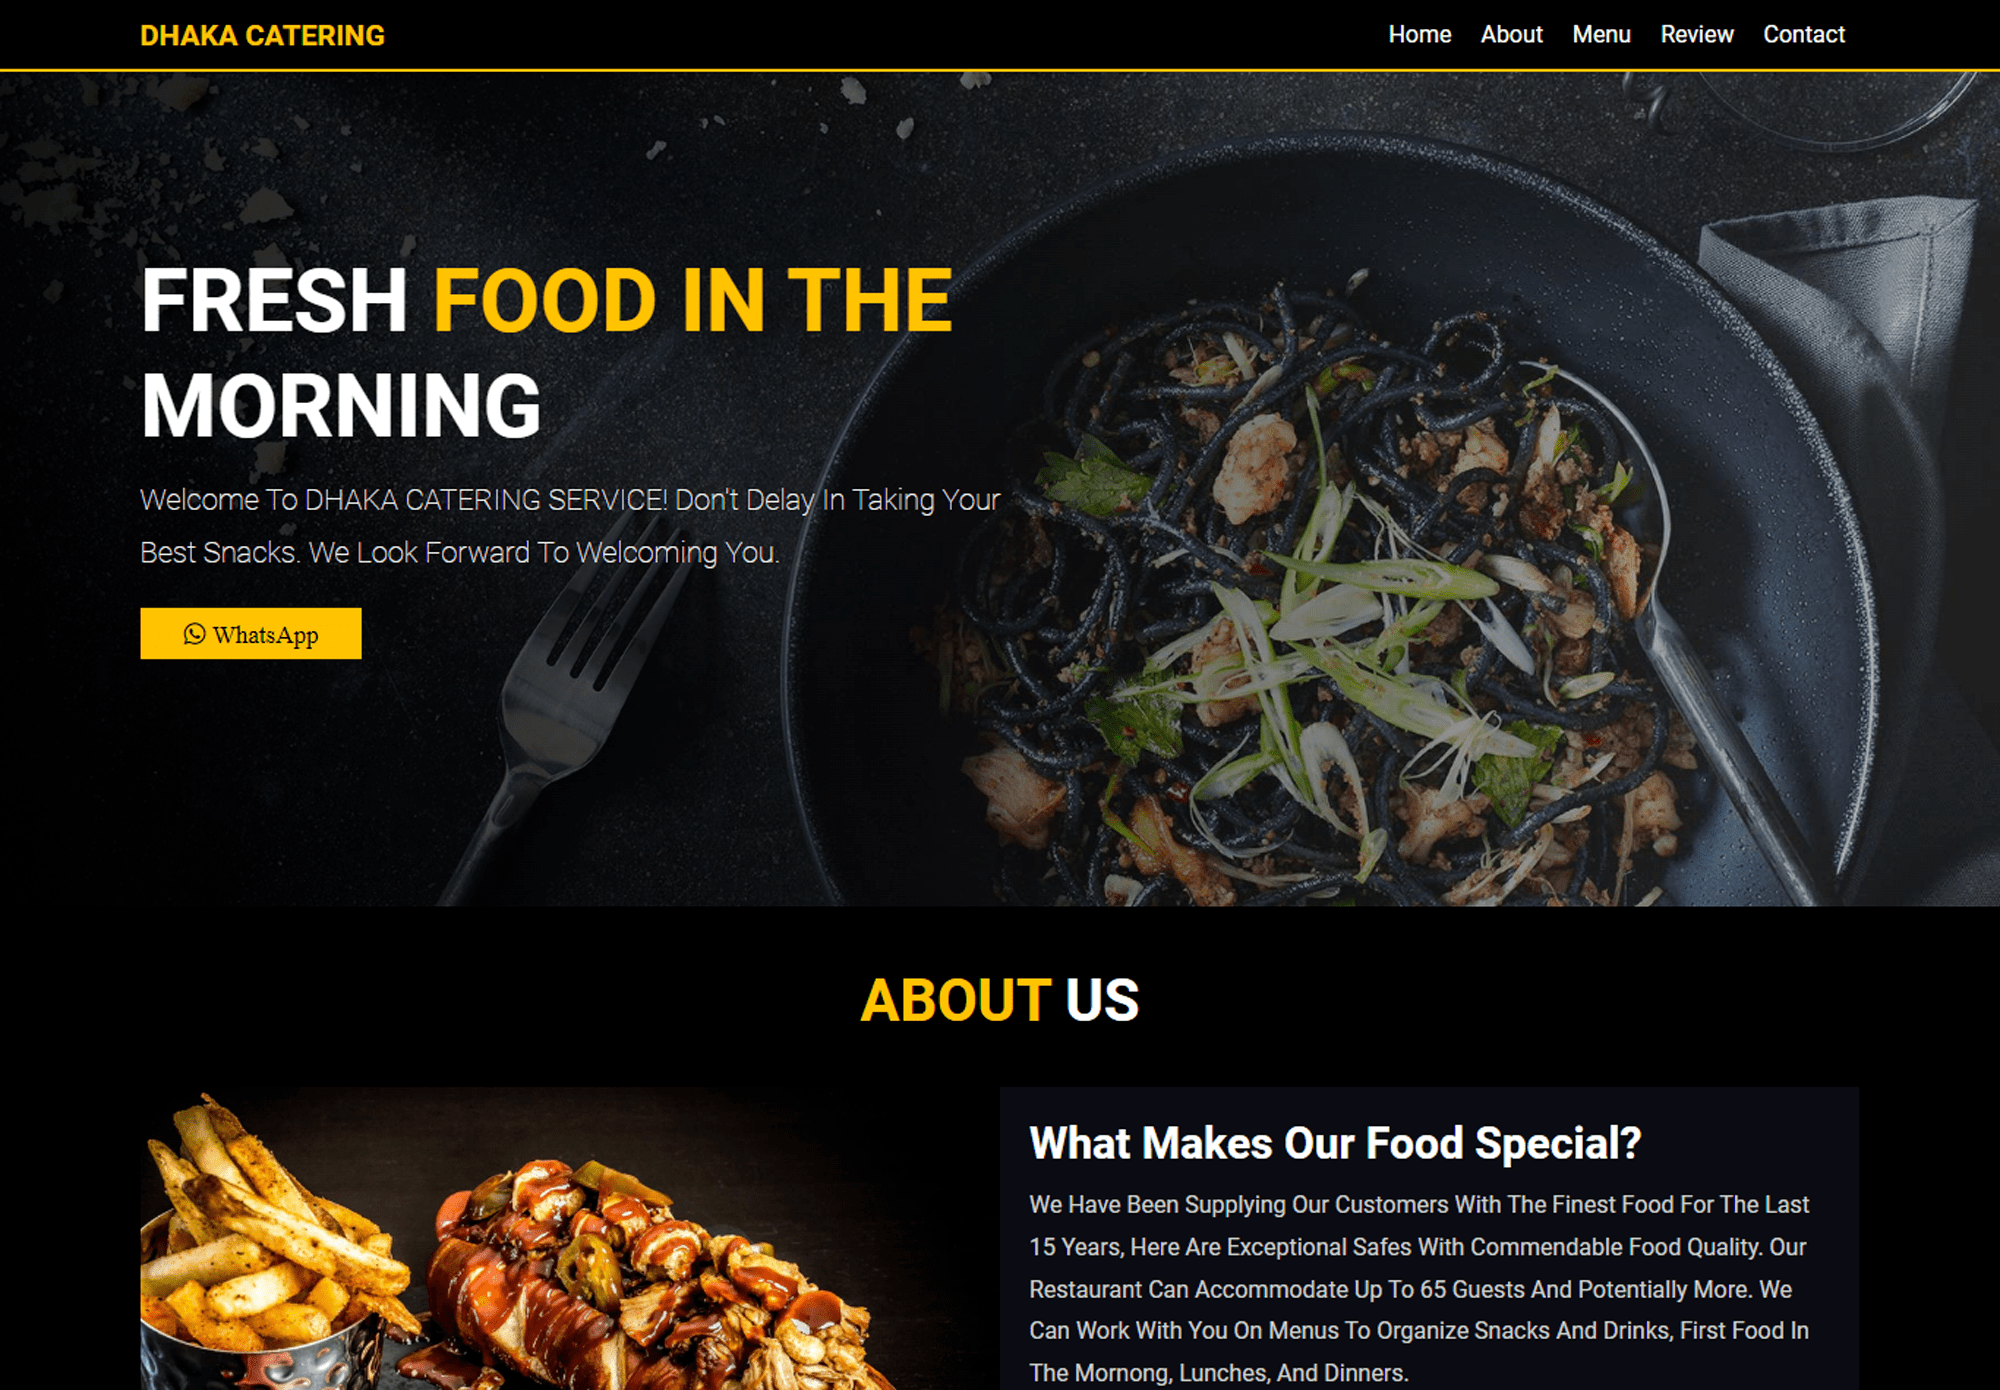 DHAKA CATERING
Home About Menu Review Contact
FRESH FOOD IN THE
MORNING
Welcome To DHAKA CATERING SERVICE! Don't Delay In Taking Your
Best Snacks. We Look Forward To Welcoming You.
WhatsApp
ABOUT US
What Makes Our Food Special?
We Have Been Supplying Our Customers With The Finest Food For The Last
15 Years, Here Are Exceptional Safes With Commendable Food Quality. Our
Restaurant Can Accommodate Up To 65 Guests And Potentially More. We
Can Work With You On Menus To Organize Snacks And Drinks, First Food In
The Mornong, Lunches, And Dinners.